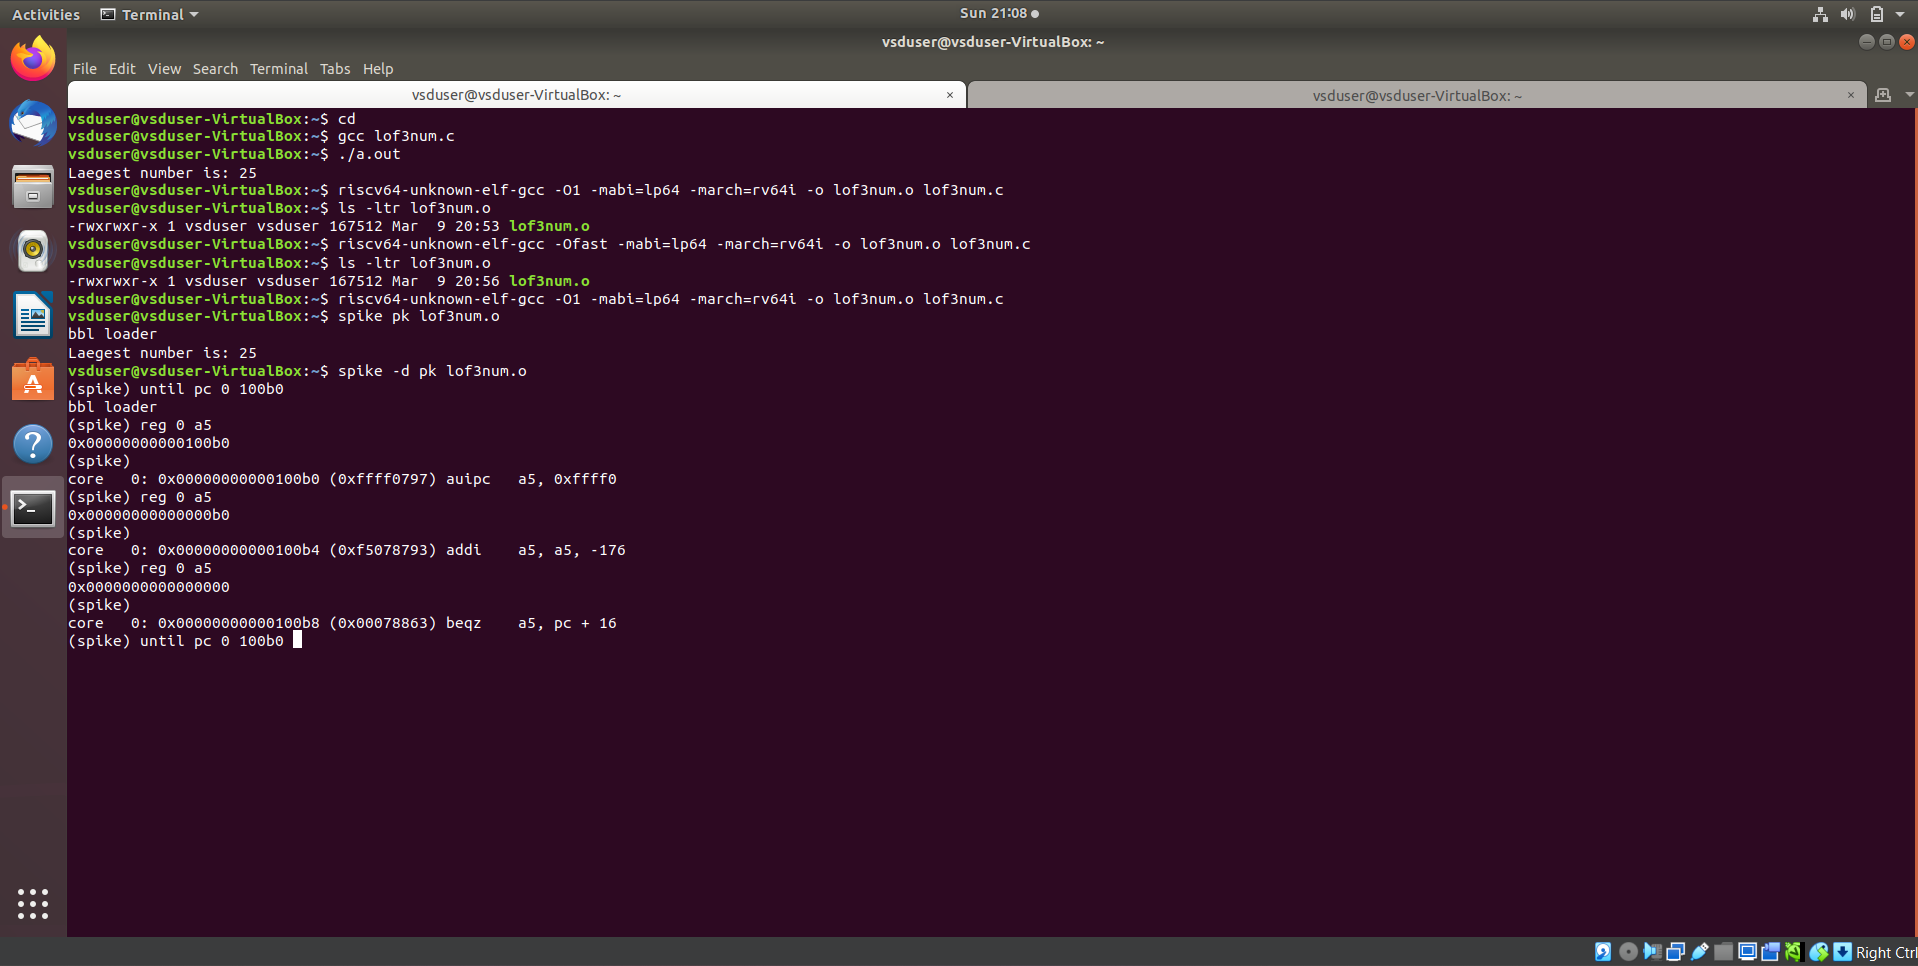 Activities Terminal Sun 21:08
vsduser@vsduser-VirtualBox: ~
File Edit View Search Terminal Tabs Help
vsduser@vsduser-VirtualBox: ~ × vsduser@vsduser-VirtualBox: ~ ×
vsduser@vsduser-VirtualBox:~$ cd
vsduser@vsduser-VirtualBox:~$ gcc lof3num.c
vsduser@vsduser-VirtualBox:~$ ./a.out
Laegest number is: 25
vsduser@vsduser-VirtualBox:~$ riscv64-unknown-elf-gcc -O1 -mabi=lp64 -march=rv64i -o lof3num.o lof3num.c
vsduser@vsduser-VirtualBox:~$ ls -ltr lof3num.o
-rwxrwxr-x 1 vsduser vsduser 167512 Mar  9 20:53 lof3num.o
vsduser@vsduser-VirtualBox:~$ riscv64-unknown-elf-gcc -Ofast -mabi=lp64 -march=rv64i -o lof3num.o lof3num.c
vsduser@vsduser-VirtualBox:~$ ls -ltr lof3num.o
-rwxrwxr-x 1 vsduser vsduser 167512 Mar  9 20:56 lof3num.o
vsduser@vsduser-VirtualBox:~$ riscv64-unknown-elf-gcc -O1 -mabi=lp64 -march=rv64i -o lof3num.o lof3num.c
vsduser@vsduser-VirtualBox:~$ spike pk lof3num.o
bbl loader
Laegest number is: 25
vsduser@vsduser-VirtualBox:~$ spike -d pk lof3num.o
(spike) until pc 0 100b0
bbl loader
(spike) reg 0 a5
0x00000000000100b0
(spike)
core   0: 0x00000000000100b0 (0xffff0797) auipc   a5, 0xffff0
(spike) reg 0 a5
0x00000000000000b0
(spike)
core   0: 0x00000000000100b4 (0xf5078793) addi    a5, a5, -176
(spike) reg 0 a5
0x0000000000000000
(spike)
core   0: 0x00000000000100b8 (0x00078863) beqz    a5, pc + 16
(spike) until pc 0 100b0
Right Ctrl